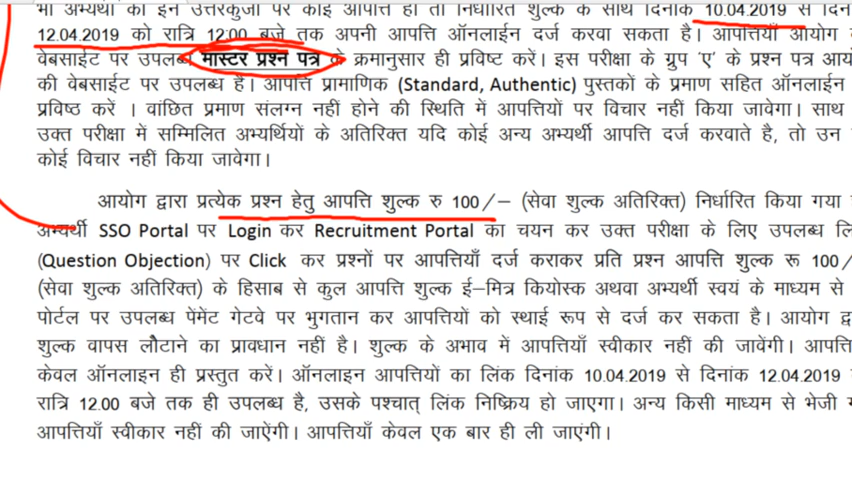 भी अभ्यर्थी को इन उत्तरकुंजी पर कोई आपत्ति हो तो निर्धारित शुल्क के साथ दिनांक 10.04.2019 से
12.04.2019 को रात्रि 12:00 बजे तक अपनी आपत्ति ऑनलाईन दर्ज करवा सकता है। आपत्तियाँ आयोग
वेबसाईट पर उपलब्ध मास्टर प्रश्न पत्र के क्रमानुसार ही प्रविष्ट करें। इस परीक्षा के ग्रुप ‘ए’ के प्रश्न पत्र
की वेबसाईट पर उपलब्ध हैं। आपत्ति प्रामाणिक (Standard, Authentic) पुस्तकों के प्रमाण सहित ऑनलाईन
प्रविष्ठ करें । वांछित प्रमाण संलग्न नहीं होने की स्थिति में आपत्तियों पर विचार नहीं किया जावेगा। साथ
उक्त परीक्षा में सम्मिलित अभ्यर्थियों के अतिरिक्त यदि कोई अन्य अभ्यर्थी आपत्ति दर्ज करवाते है, तो उन
कोई विचार नहीं किया जावेगा।
आयोग द्वारा प्रत्येक प्रश्न हेतु आपत्ति शुल्क रु 100/– (सेवा शुल्क अतिरिक्त) निर्धारित किया गया
अभ्यर्थी SSO Portal पर Login कर Recruitment Portal का चयन कर उक्त परीक्षा के लिए उपलब्ध
(Question Objection) पर Click कर प्रश्नों पर आपत्तियाँ दर्ज कराकर प्रति प्रश्न आपत्ति शुल्क रू 100/
(सेवा शुल्क अतिरिक्त) के हिसाब से कुल आपत्ति शुल्क ई–मित्र कियोस्क अथवा अभ्यर्थी स्वयं के माध्यम से
पोर्टल पर उपलब्ध पेंमेंट गेटवे पर भुगतान कर आपत्तियों को स्थाई रूप से दर्ज कर सकता है। आयोग
शुल्क वापस लौटाने का प्रावधान नहीं है। शुल्क के अभाव में आपत्तियाँ स्वीकार नहीं की जावेंगी।
केवल ऑनलाइन ही प्रस्तुत करें। ऑनलाइन आपत्तियों का लिंक दिनांक 10.04.2019 से दिनांक 12.04.2019
रात्रि 12.00 बजे तक ही उपलब्ध है, उसके पश्चात् लिंक निष्क्रिय हो जाएगा। अन्य किसी माध्यम से भेजी
आपत्तियाँ स्वीकार नहीं की जाऐंगी। आपत्तियाँ केवल एक बार ही ली जाएंगी।